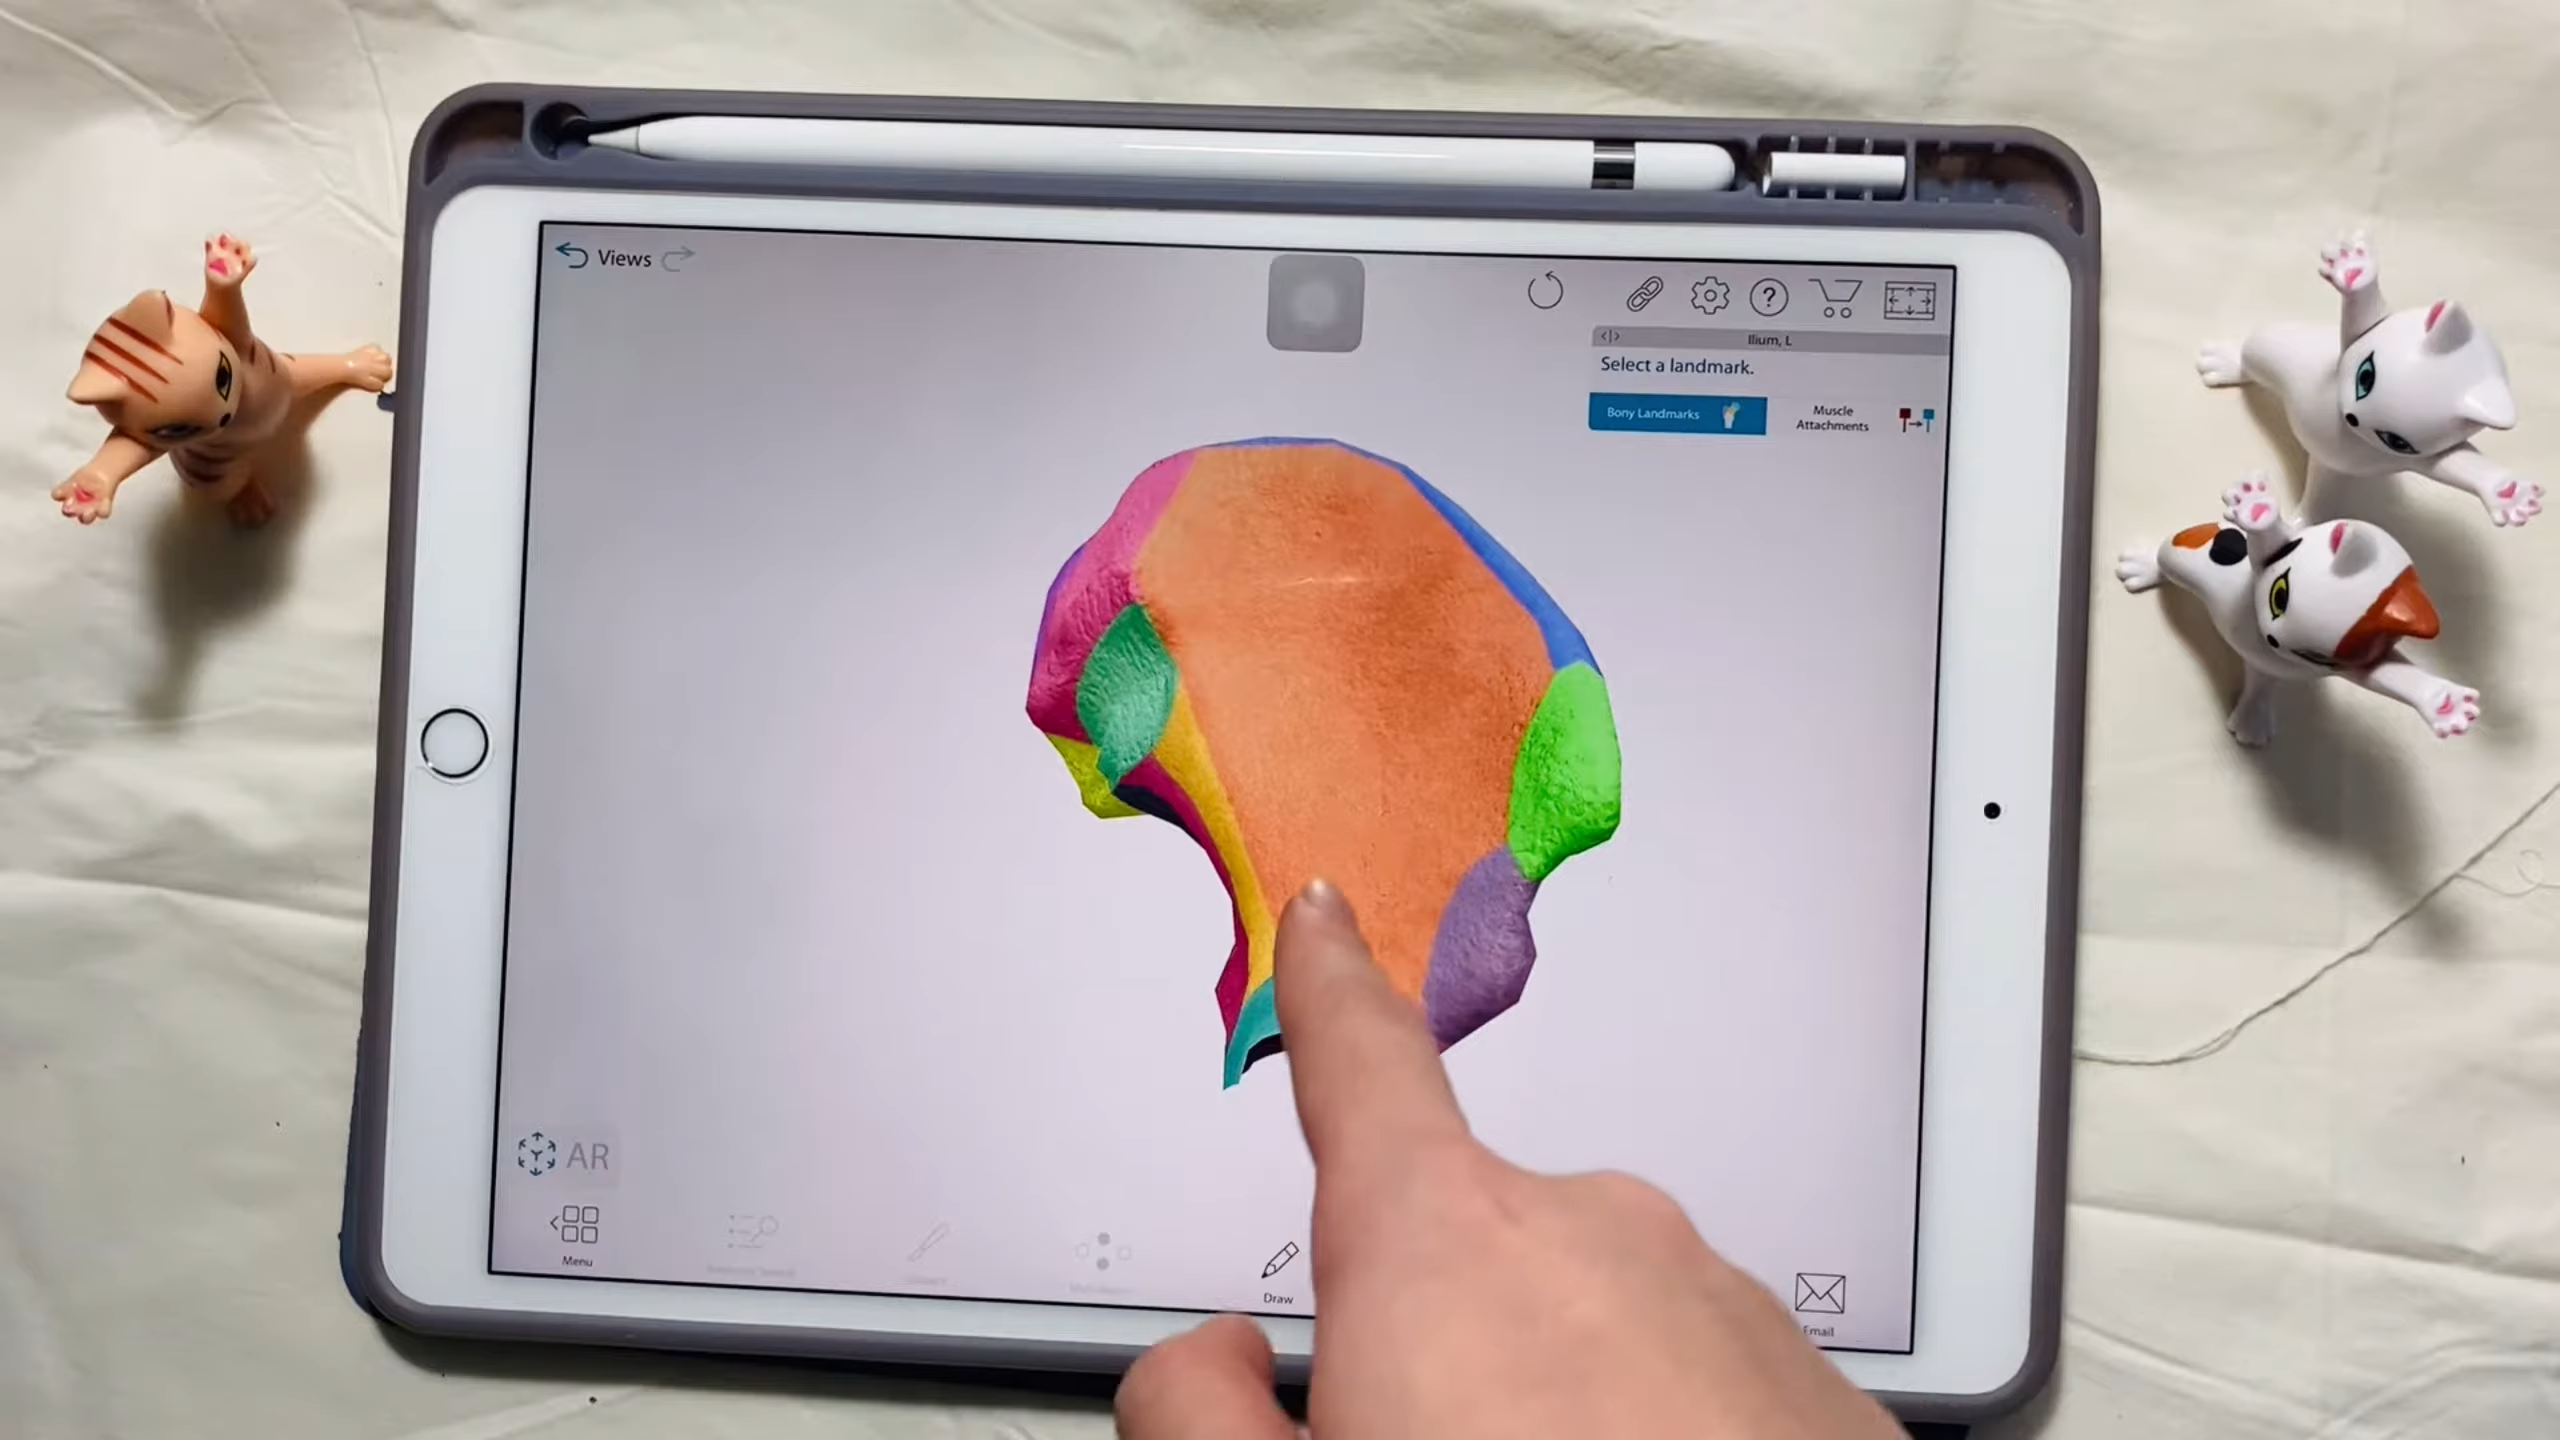 Views
Ilium, L
Select a landmark.
Bony Landmarks
Muscle
Attachments
AR
Menu
Draw
Email